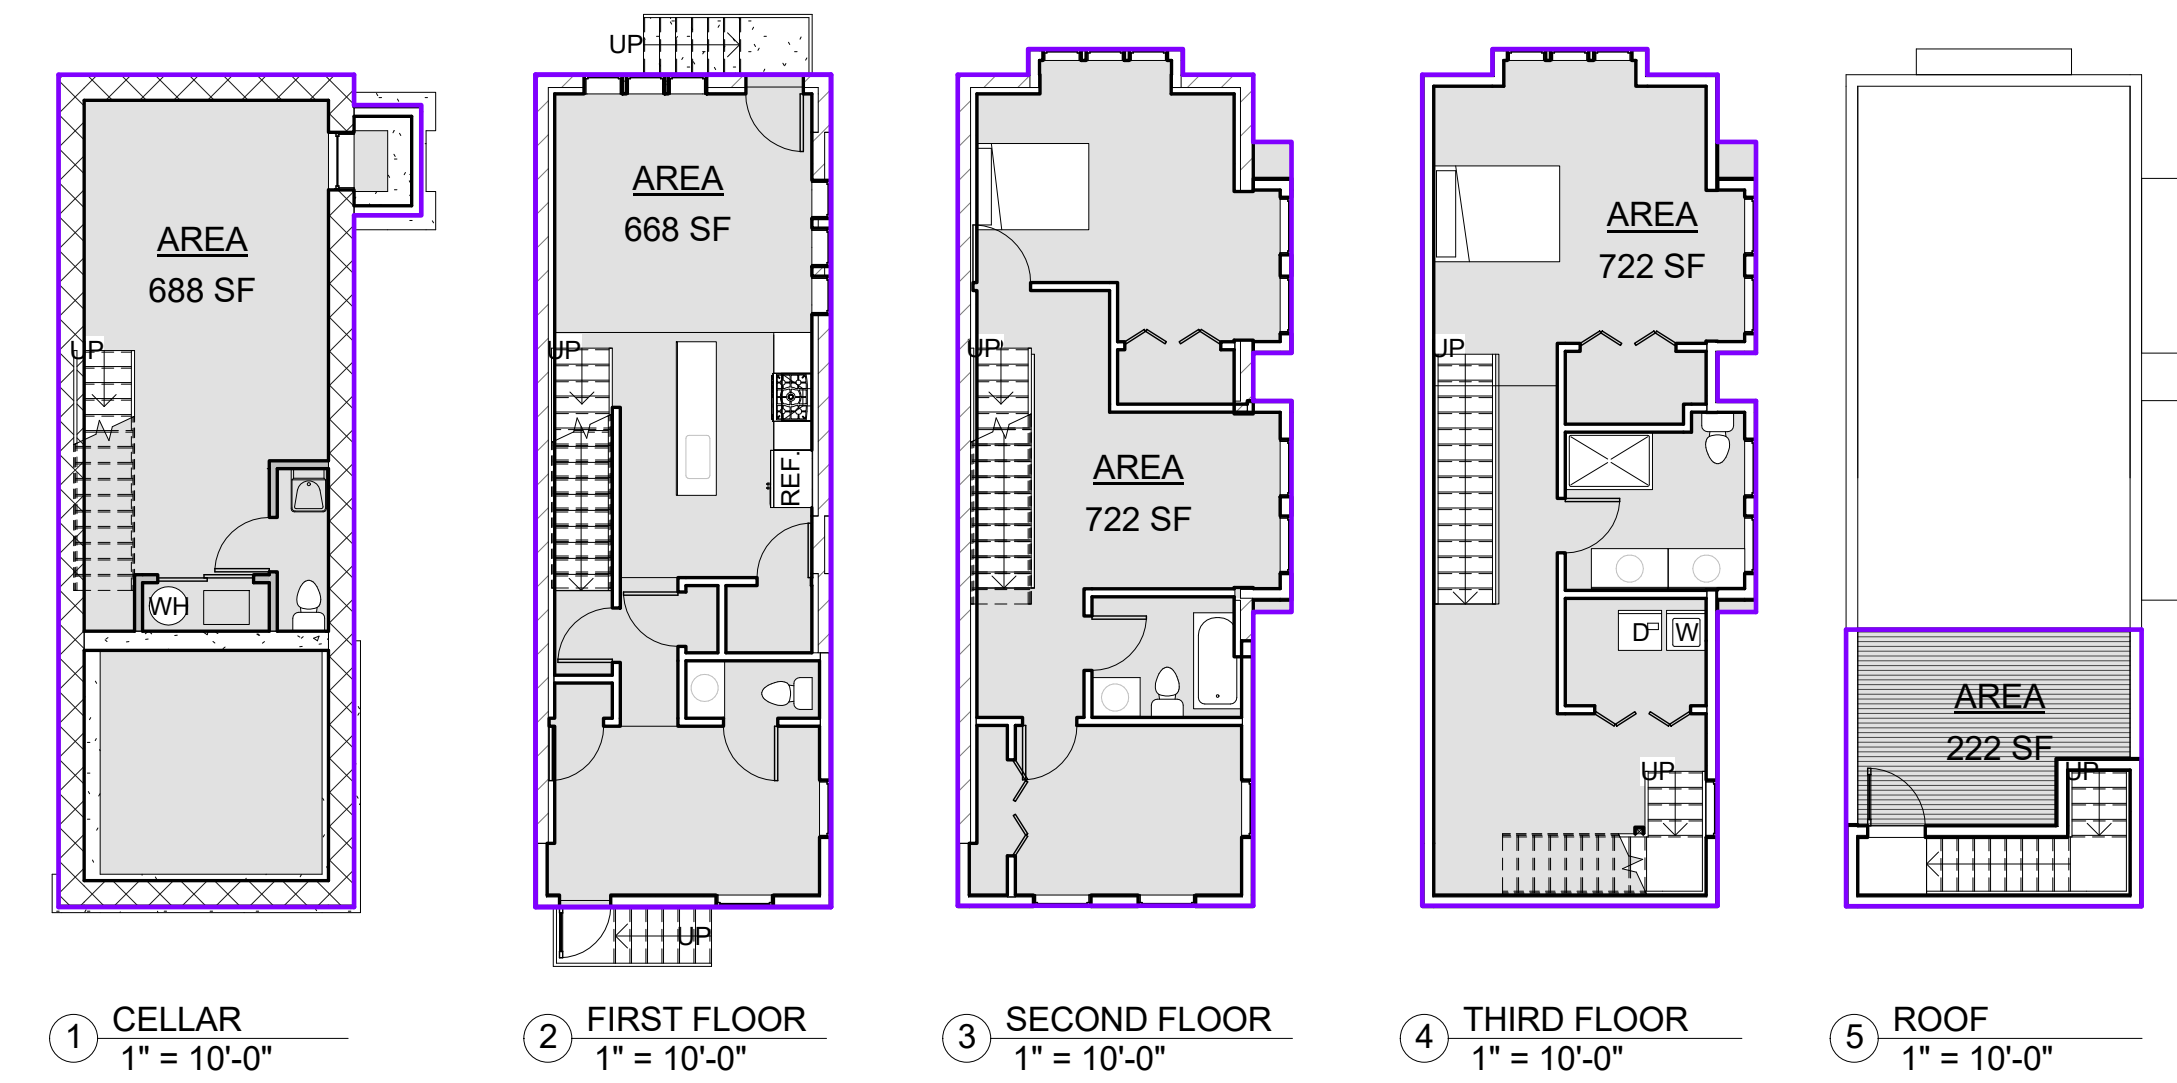 UP
AREA
688 SF
UP
WH
1
CELLAR
1" = 10'-0"
UP
AREA
668 SF
UP
REF.
UP
2
FIRST FLOOR
1" = 10'-0"
UP
AREA
722 SF
3
SECOND FLOOR
1" = 10'-0"
AREA
722 SF
UP
D
W
UP
4
THIRD FLOOR
1" = 10'-0"
AREA
222 SF
UP
5
ROOF
1" = 10'-0"